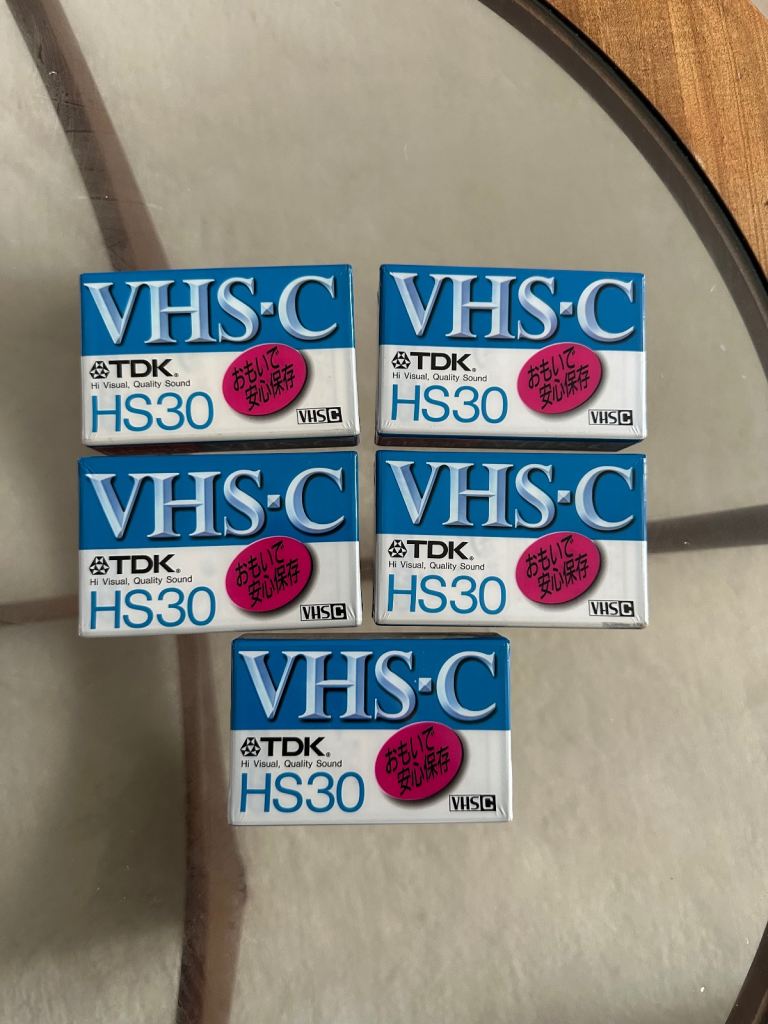 VHS·C
TDK®
Hi Visual, Quality Sound
HS30
おもいで
安心保存
VHS C
VHS·C
TDK®
Hi Visual, Quality Sound
HS30
おもいで
安心保存
VHS C
VHS·C
TDK®
Hi Visual, Quality Sound
HS30
おもいで
安心保存
VHS C
VHS·C
TDK®
Hi Visual, Quality Sound
HS30
おもいで
安心保存
VHS C
VHS·C
TDK®
Hi Visual, Quality Sound
HS30
おもいで
安心保存
VHS C